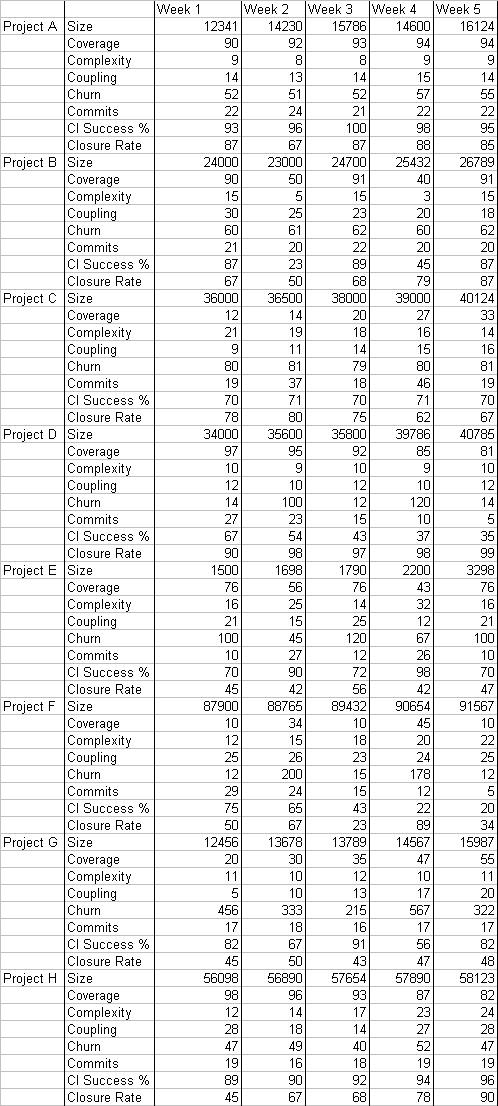 Week 1 Week 2 Week 3 Week 4 Week 5
Project A Size 12341 14230 15786 14600 16124
Coverage 90 92 93 94 94
Complexity 9 8 8 9 9
Coupling 14 13 14 15 14
Churn 52 51 52 57 55
Commits 22 24 21 22 22
CI Success % 93 96 100 98 95
Closure Rate 87 67 87 88 85
Project B Size 24000 23000 24700 25432 26789
Coverage 90 50 91 40 91
Complexity 15 5 15 3 15
Coupling 30 25 23 20 18
Churn 60 61 62 60 62
Commits 21 20 22 20 20
CI Success % 87 23 89 45 87
Closure Rate 67 50 68 79 87
Project C Size 36000 36500 38000 39000 40124
Coverage 12 14 20 27 33
Complexity 21 19 18 16 14
Coupling 9 11 14 15 16
Churn 80 81 79 80 81
Commits 19 37 18 46 19
CI Success % 70 71 70 71 70
Closure Rate 78 80 75 62 67
Project D Size 34000 35600 35800 39786 40785
Coverage 97 95 92 85 81
Complexity 10 9 10 9 10
Coupling 12 10 12 10 12
Churn 14 100 12 120 14
Commits 27 23 15 10 5
CI Success % 67 54 43 37 35
Closure Rate 90 98 97 98 99
Project E Size 1500 1698 1790 2200 3298
Coverage 76 56 76 43 76
Complexity 16 25 14 32 16
Coupling 21 15 25 12 21
Churn 100 45 120 67 100
Commits 10 27 12 26 10
CI Success % 70 90 72 98 70
Closure Rate 45 42 56 42 47
Project F Size 87900 88765 89432 90654 91567
Coverage 10 34 10 45 10
Complexity 12 15 18 20 22
Coupling 25 26 23 24 25
Churn 12 200 15 178 12
Commits 29 24 15 12 5
CI Success % 75 65 43 22 20
Closure Rate 50 67 23 89 34
Project G Size 12456 13678 13789 14567 15987
Coverage 20 30 35 47 55
Complexity 11 10 12 10 11
Coupling 5 10 13 17 20
Churn 456 333 215 567 322
Commits 17 18 16 17 17
CI Success % 82 67 91 56 82
Closure Rate 45 50 43 47 48
Project H Size 56098 56890 57654 57890 58123
Coverage 98 96 93 87 82
Complexity 12 14 17 23 24
Coupling 28 18 14 27 28
Churn 47 49 40 52 47
Commits 19 16 18 19 19
CI Success % 89 90 92 94 96
Closure Rate 45 67 68 78 90